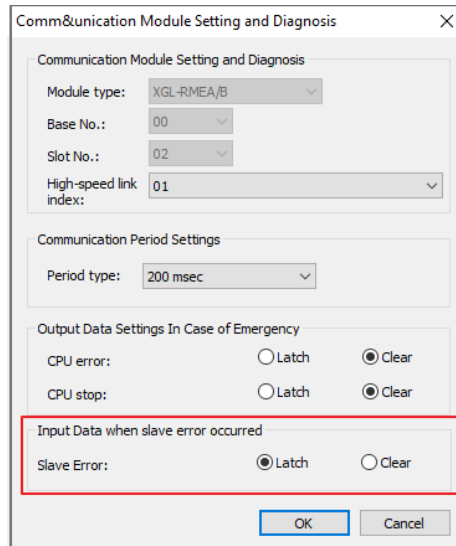 Comm&unication Module Setting and Diagnosis
Communication Module Setting and Diagnosis
Module type: XGL-RMEA/B
Base No.: 00
Slot No.: 02
High-speed link index: 01
Communication Period Settings
Period type: 200 msec
Output Data Settings In Case of Emergency
CPU error: Latch Clear
CPU stop: Latch Clear
Input Data when slave error occurred
Slave Error: Latch Clear
OK Cancel